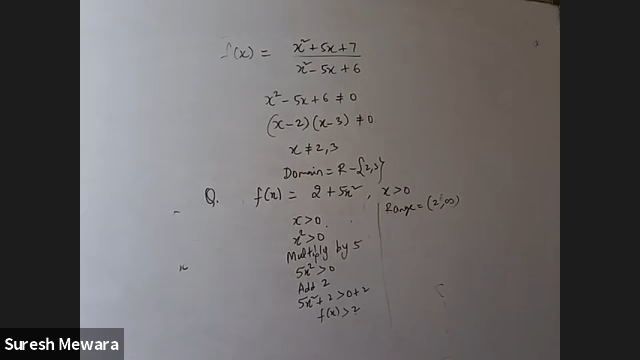 f(x) = x² + 5x + 7 / x² - 5x + 6
x² - 5x + 6 ≠ 0
(x-2)(x-3) ≠ 0
x ≠ 2, 3
Domain = R - {2,3}
Q. f(x) = 2 + 5x², x > 0
x > 0
x² > 0
Multiply by 5
5x² > 0
Add 2
5x² + 2 > 0 + 2
f(x) > 2
Range = (2, ∞)
Suresh Mewara